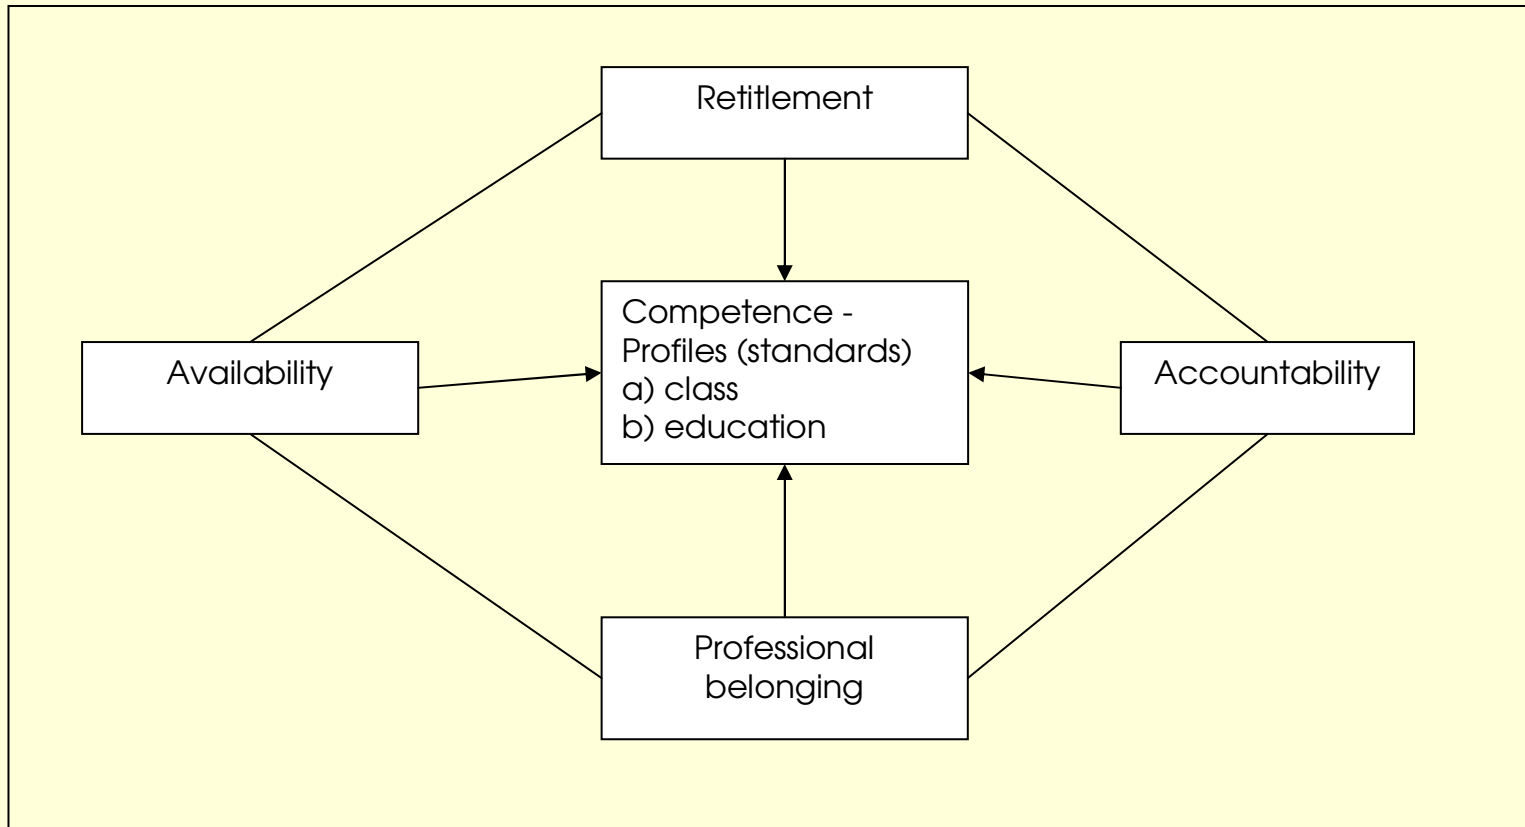 Retitlement
Competence -
Profiles (standards)
a) class
b) education
Availability
Accountability
Professional
belonging